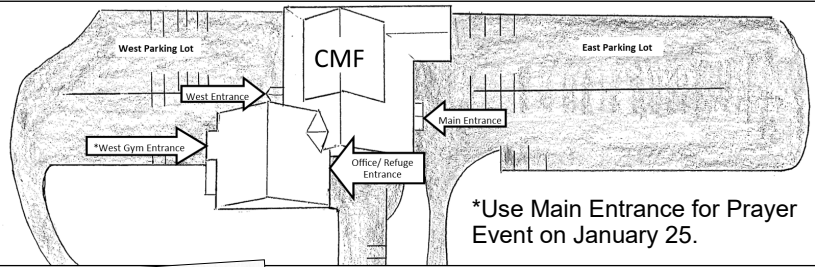 West Parking Lot
CMF
East Parking Lot
West Entrance
Main Entrance
*West Gym Entrance
Office/ Refuge
Entrance
*Use Main Entrance for Prayer
Event on January 25.